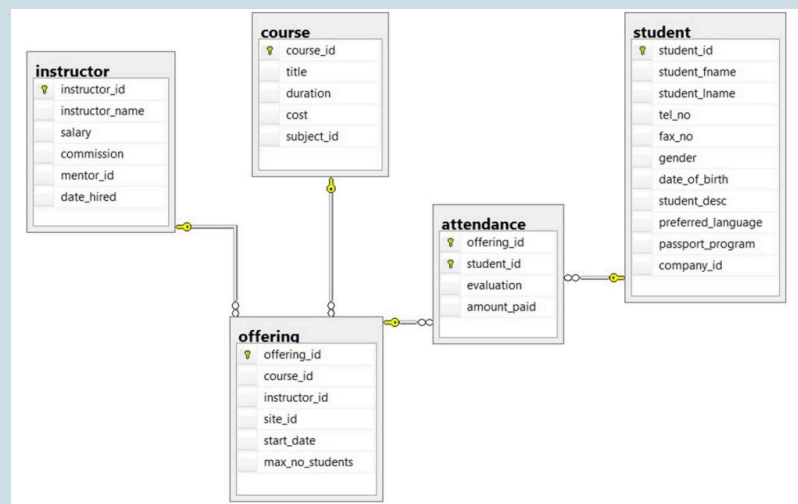 instructor
instructor_id
instructor_name
salary
commission
mentor_id
date_hired
course
course_id
title
duration
cost
subject_id
student
student_id
student_fname
student_lname
tel_no
fax_no
gender
date_of_birth
student_desc
preferred_language
passport_program
company_id
attendance
offering_id
student_id
evaluation
amount_paid
offering
offering_id
course_id
instructor_id
site_id
start_date
max_no_students